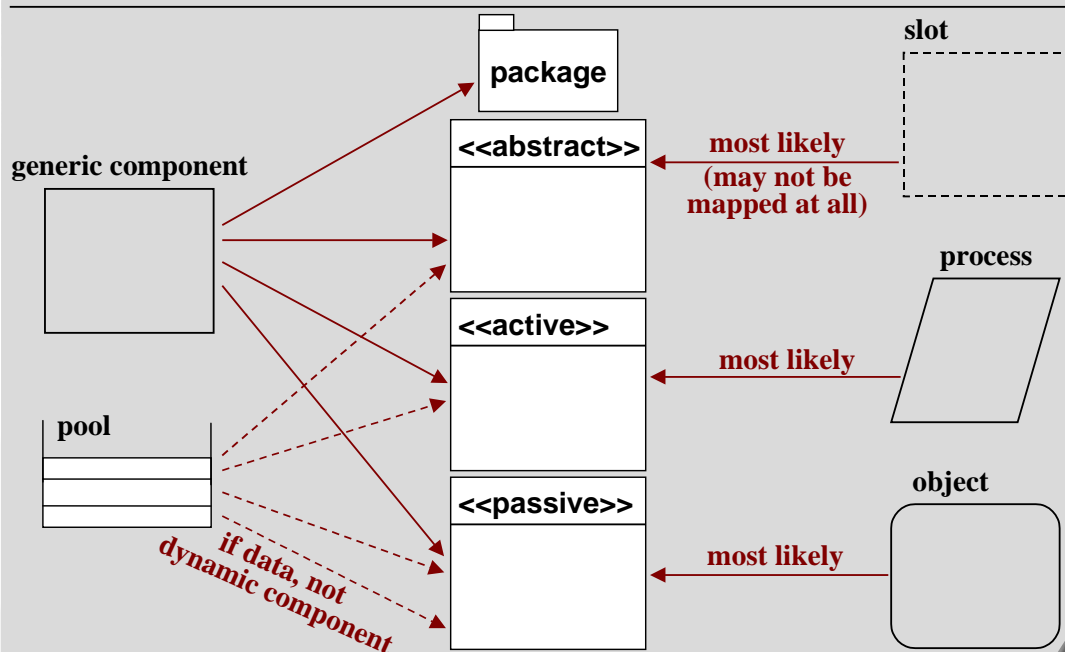 slot
package
<<abstract>>
most likely
(may not be
mapped at all)
generic component
process
<<active>>
most likely
pool
<<passive>>
object
most likely
if data, not
dynamic component